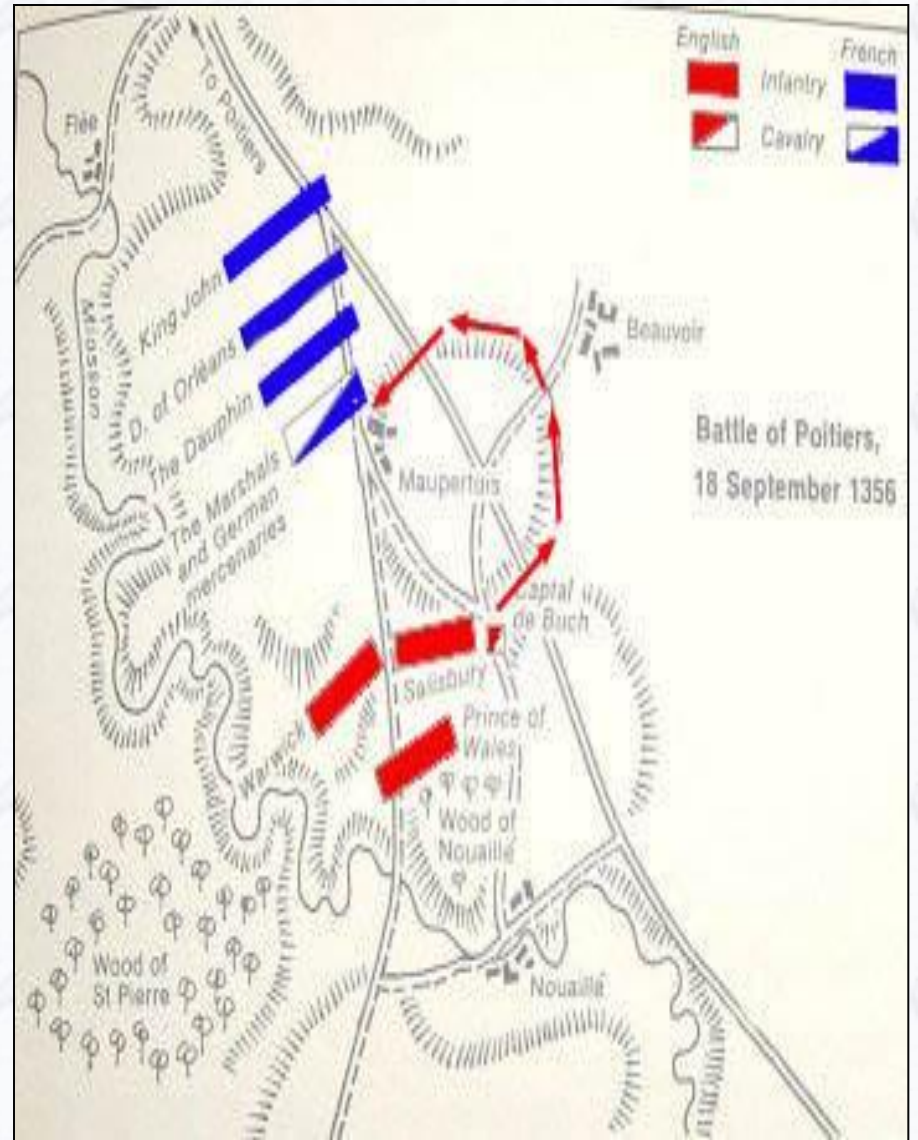 English
French
Infantry
Cavalry
Flée
To Poitiers
King John
D. of Orléans
The Dauphin
The Marshals
and German
mercenaries
Miosson
Beauvoir
Maupertuis
Battle of Poitiers,
18 September 1356
Captal
de Buch
Salisbury
Warwick
Prince of
Wales
Wood of
Nouaillé
Wood of
St Pierre
Nouaillé